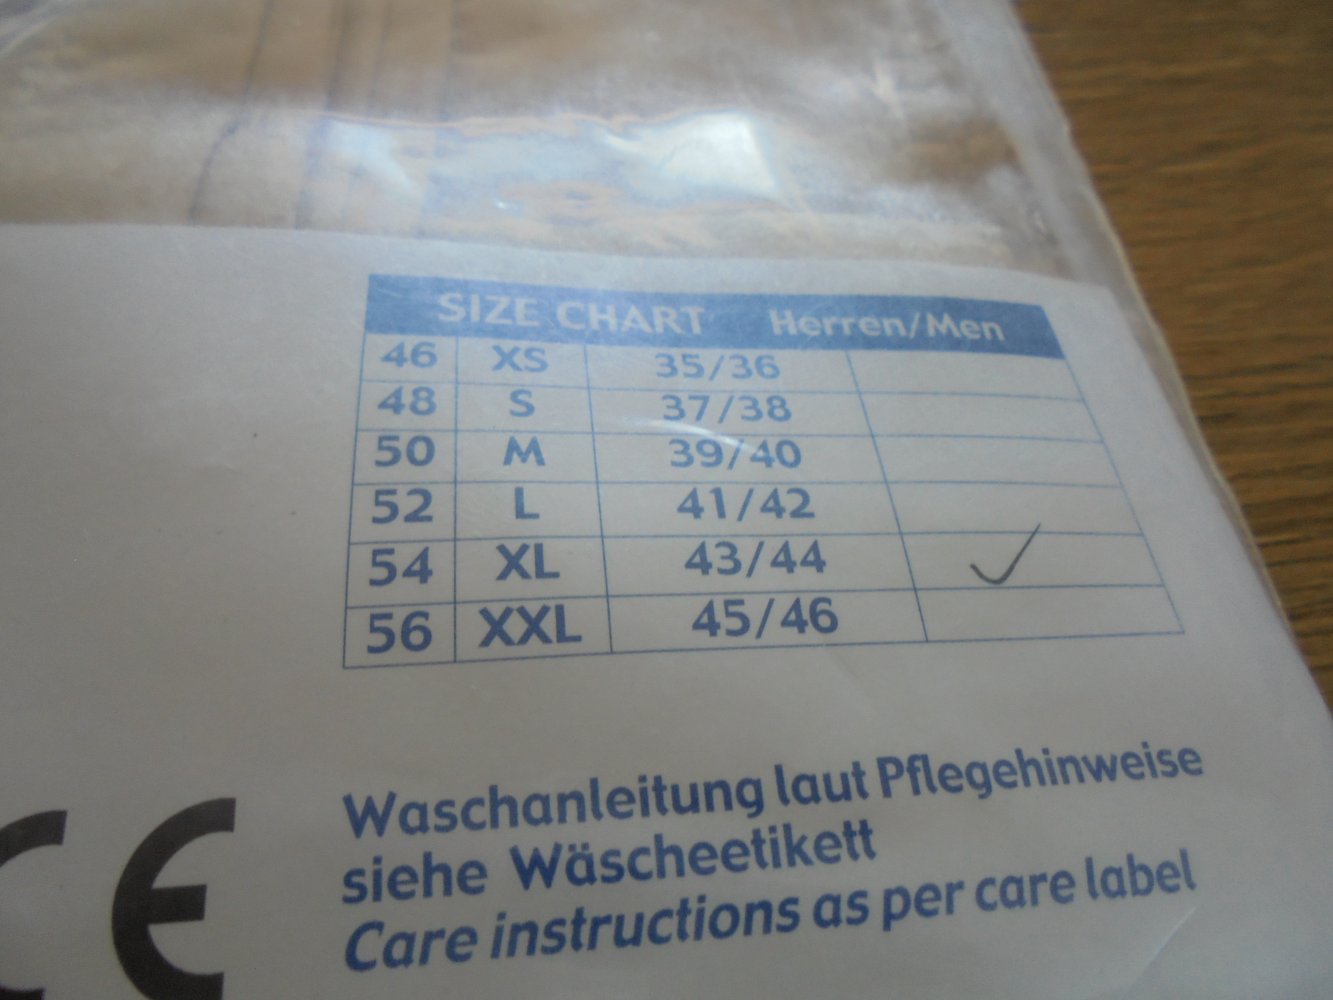 SIZE CHART Herren/Men
46 XS 35/36
48 S 37/38
50 M 39/40
52 L 41/42
54 XL 43/44 ✓
56 XXL 45/46
Waschanleitung laut Pflegehinweise
siehe Wäscheetikett
Care instructions as per care label
CE